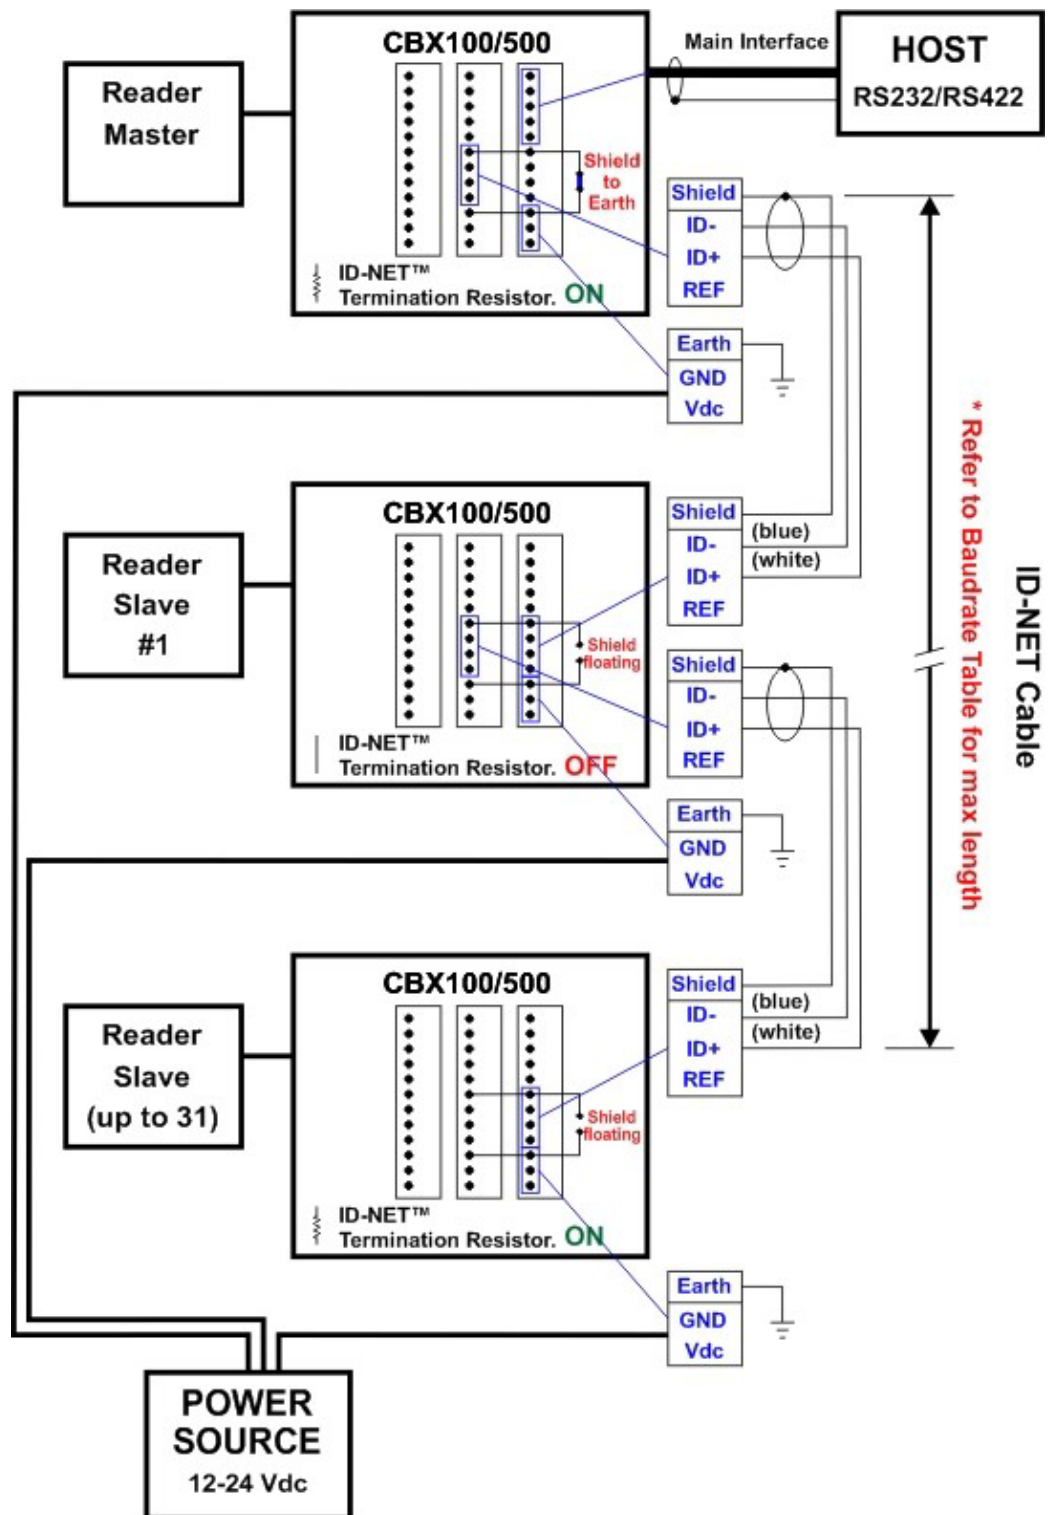 CBX100/500
Main Interface
HOST
RS232/RS422
Reader
Master
Shield
to
Earth
ID-NET™
Termination Resistor. ON
Shield
ID-
ID+
REF
Earth
GND
Vdc
CBX100/500
Reader
Slave
#1
Shield
floating
ID-NET™
Termination Resistor. OFF
Shield
(blue)
ID-
(white)
ID+
REF
Shield
ID-
ID+
REF
Earth
GND
Vdc
* Refer to Baudrate Table for max length
ID-NET Cable
CBX100/500
Reader
Slave
(up to 31)
Shield
floating
ID-NET™
Termination Resistor. ON
Shield
(blue)
ID-
(white)
ID+
REF
Earth
GND
Vdc
POWER
SOURCE
12-24 Vdc